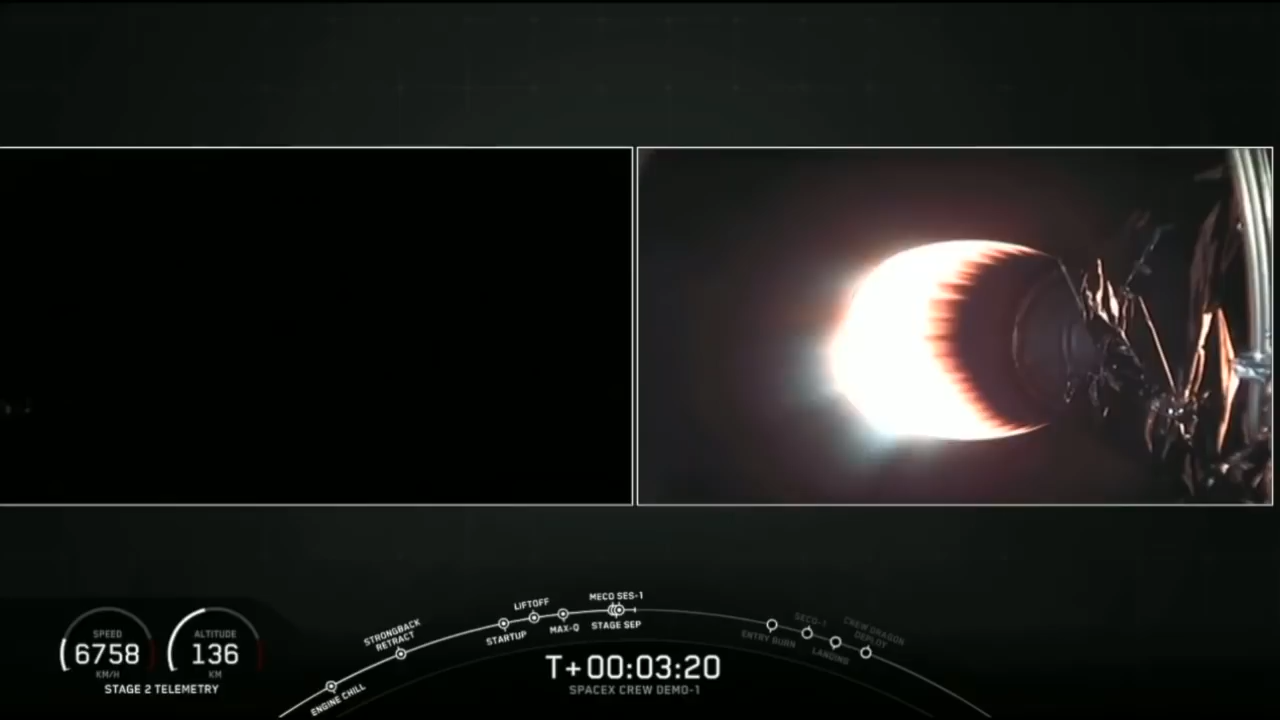 SPEED
6758
KM/H
ALTITUDE
136
KM
STAGE 2 TELEMETRY
ENGINE CHILL
STRONGBACK
RETRACT
STARTUP
LIFTOFF
MAX-Q
MECO SES-1
STAGE SEP
ENTRY BURN
SECO-1
LANDING
CREW DRAGON
DEPLOY
T+00:03:20
SPACEX CREW DEMO-1